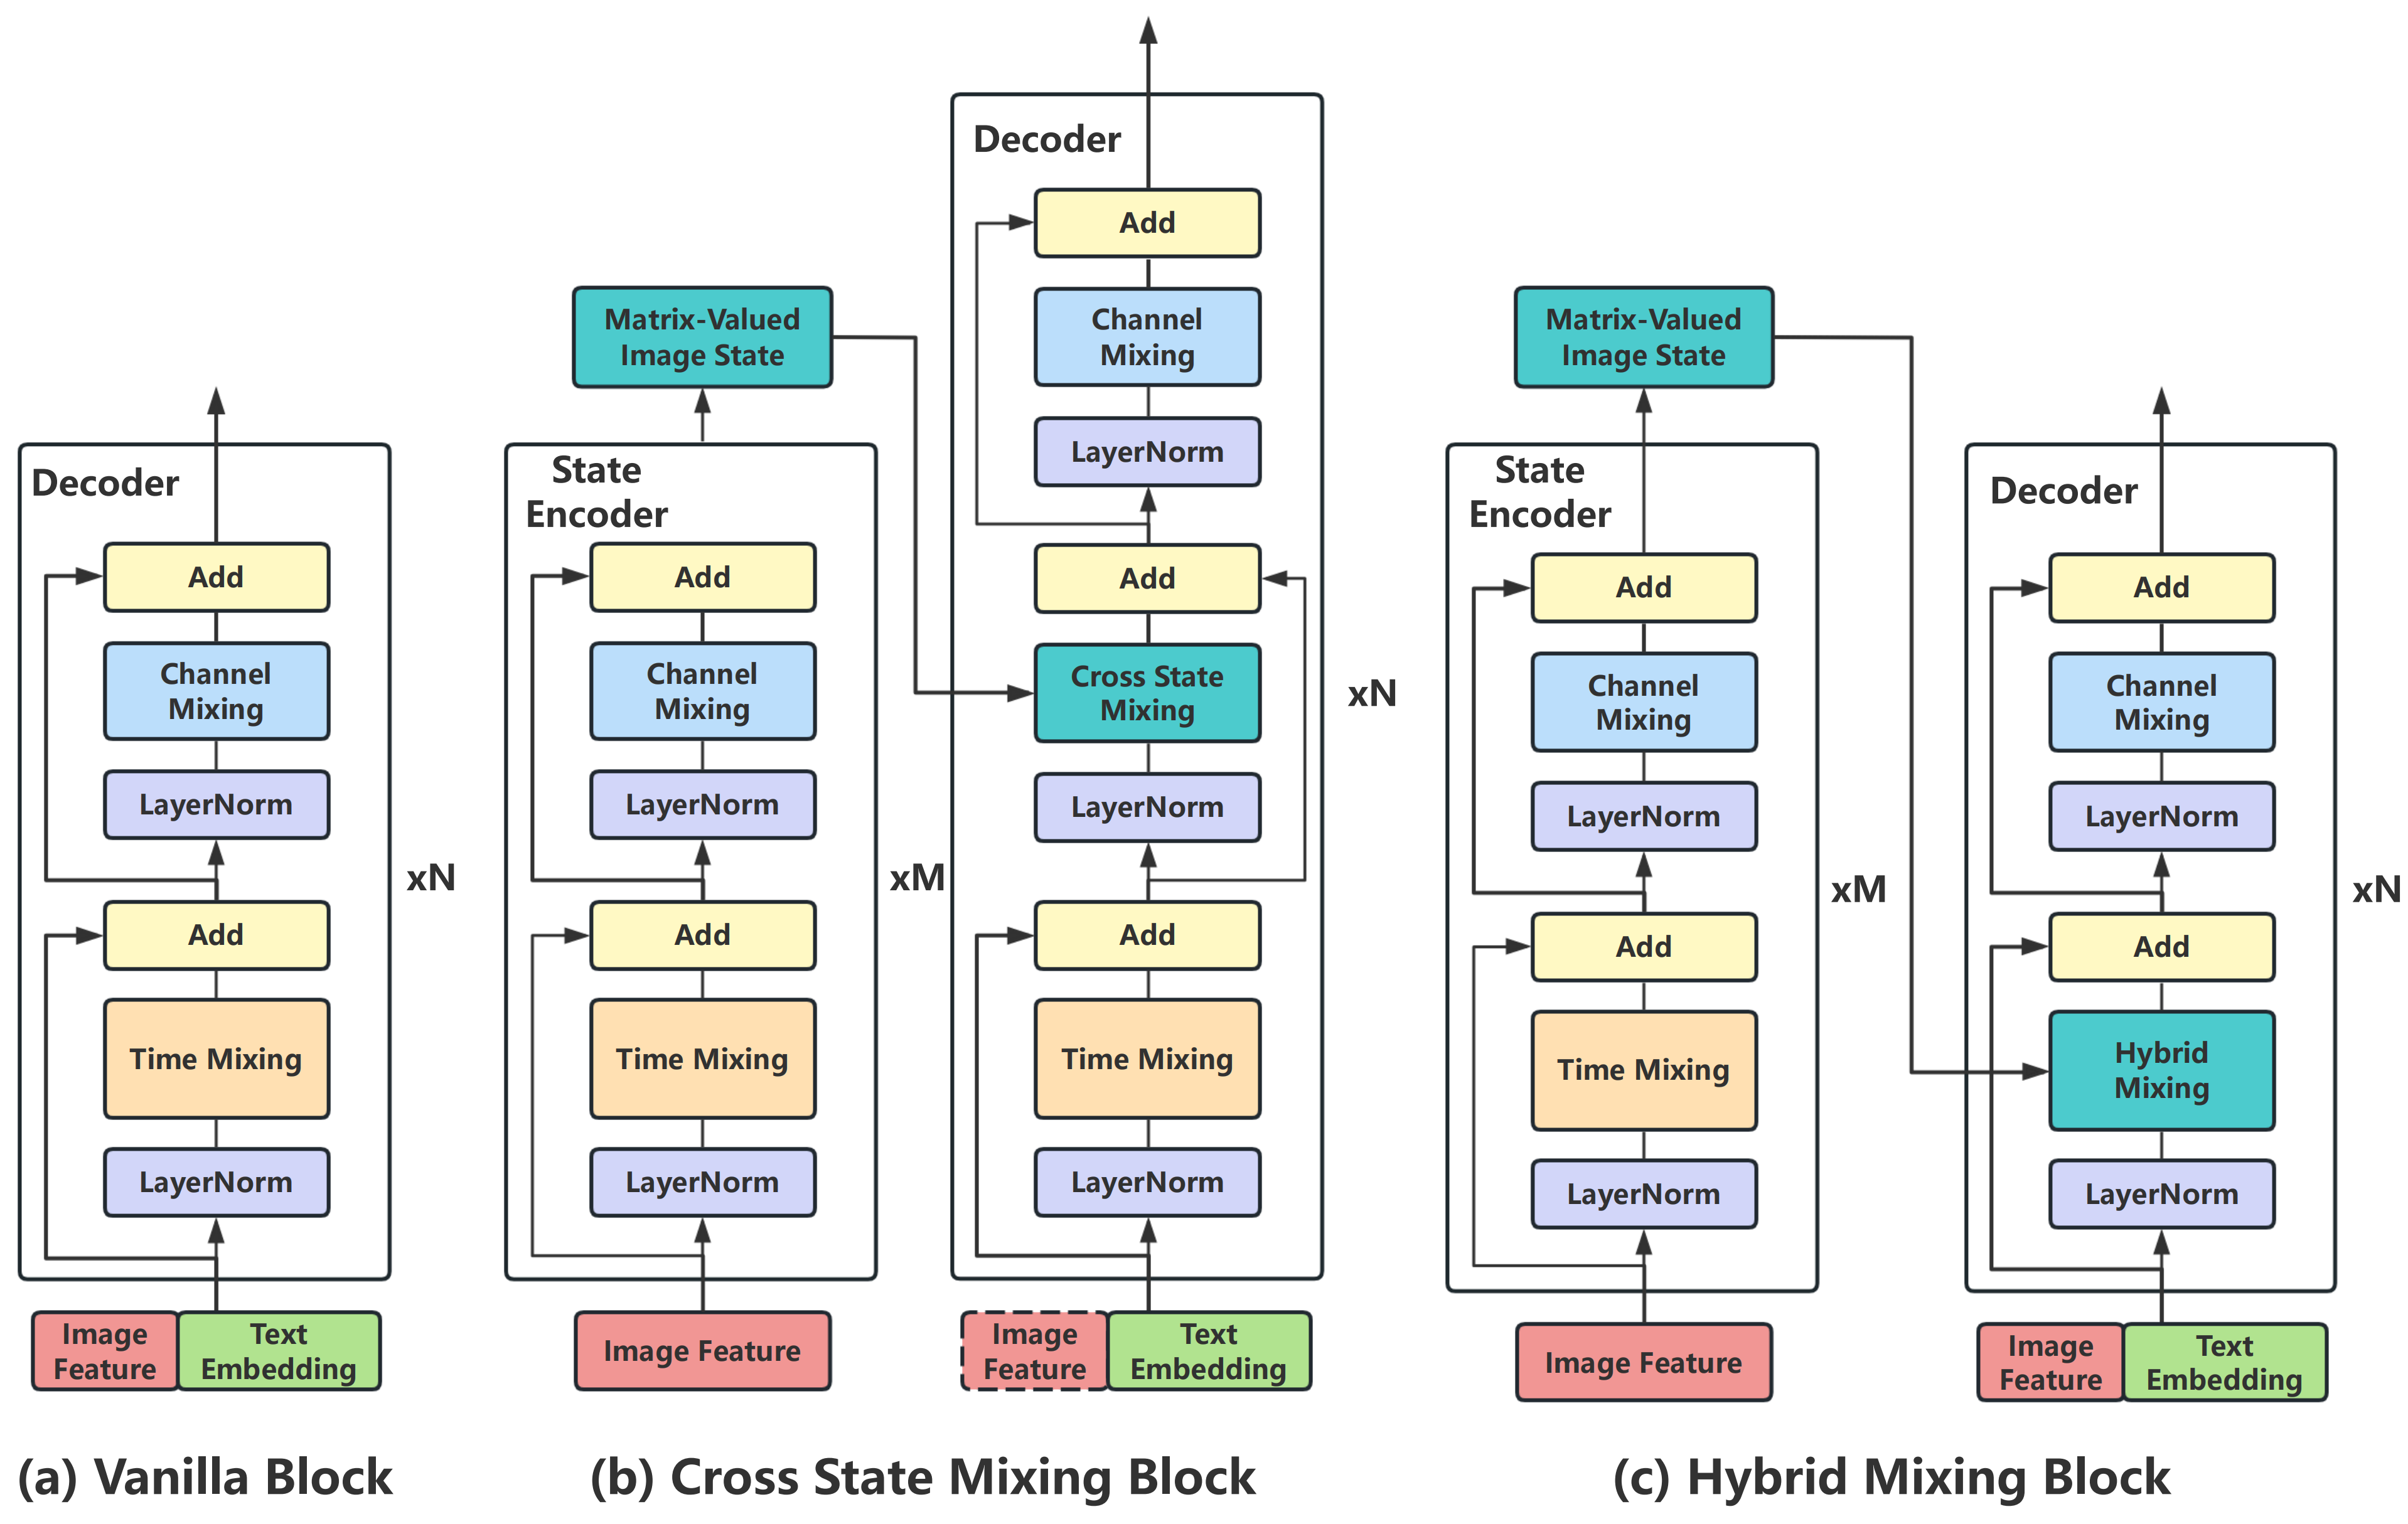 Decoder
Add
Channel
Mixing
LayerNorm
Add
Time Mixing
LayerNorm
xN
Image
Feature
Text
Embedding
(a) Vanilla Block
Matrix-Valued
Image State
State
Encoder
Add
Channel
Mixing
LayerNorm
Add
Time Mixing
LayerNorm
xM
Image Feature
Decoder
Add
Channel
Mixing
LayerNorm
Add
Cross State
Mixing
LayerNorm
Add
Time Mixing
LayerNorm
xN
Image
Feature
Text
Embedding
(b) Cross State Mixing Block
Matrix-Valued
Image State
State
Encoder
Add
Channel
Mixing
LayerNorm
Add
Time Mixing
LayerNorm
xM
Image Feature
Decoder
Add
Channel
Mixing
LayerNorm
Add
Hybrid
Mixing
LayerNorm
xN
Image
Feature
Text
Embedding
(c) Hybrid Mixing Block